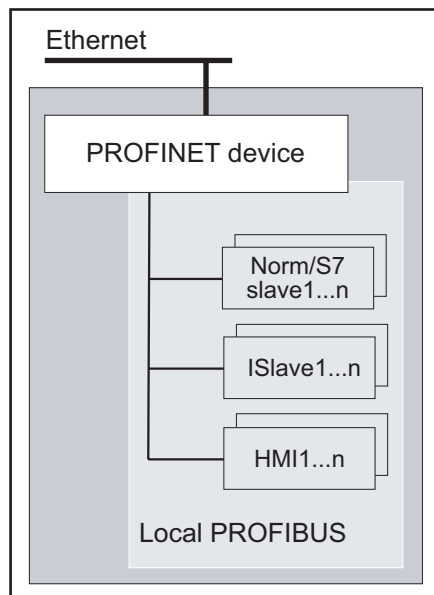 Ethernet
PROFINET device
Norm/S7
slave1...n
ISlave1...n
HMI1...n
Local PROFIBUS